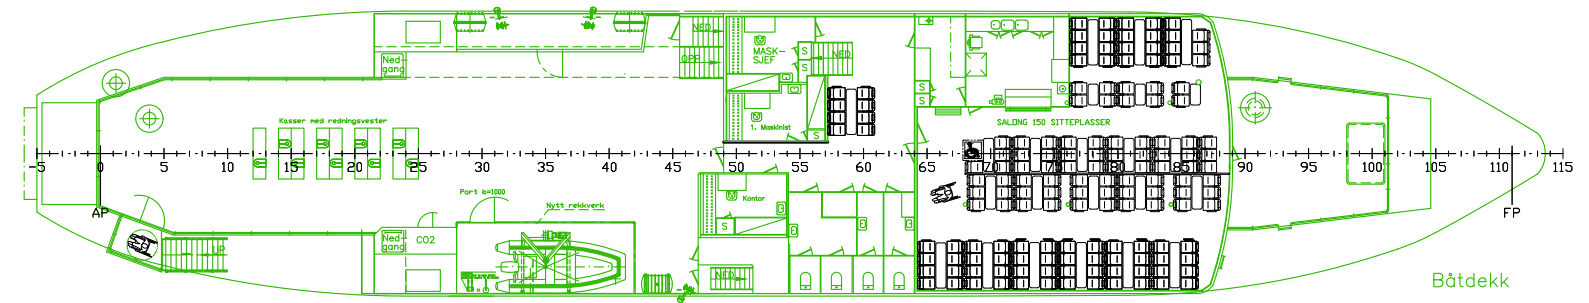 NED
OPP
MASK-
SJEF
S
S
NED
Ned-
gang
S
S
1. Maskinist
S
Kasser med redningsvester
SALONG 150 SITTEPLASSER
-5 0 5 10 15 20 25 30 35 40 45 50 55 60 65 70 75 80 85 90 95 100 105 110 115
AP
FP
Port b=1000
Nytt rekkverk
Kontor
S
Ned-
gang
CO2
UP
NED
Båtdekk